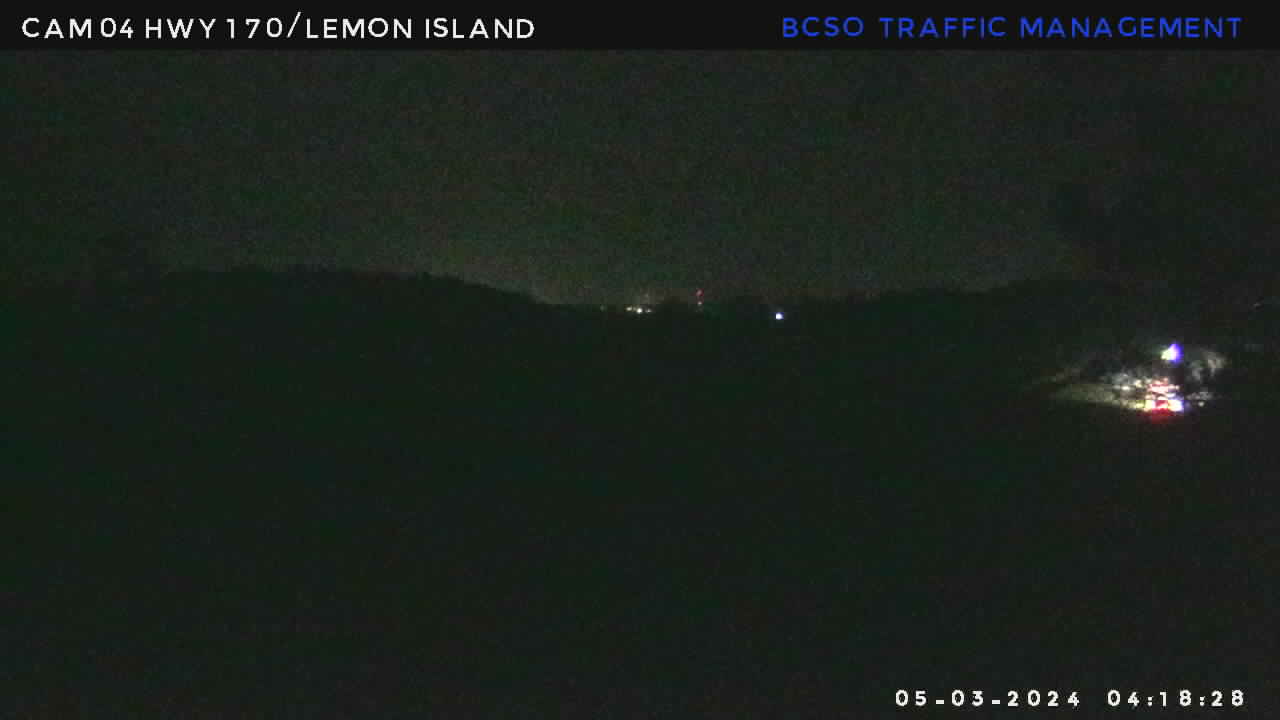 CAM04 HWY 170/LEMON ISLAND
BCSO TRAFFIC MANAGEMENT
05-03-2024 04:18:28